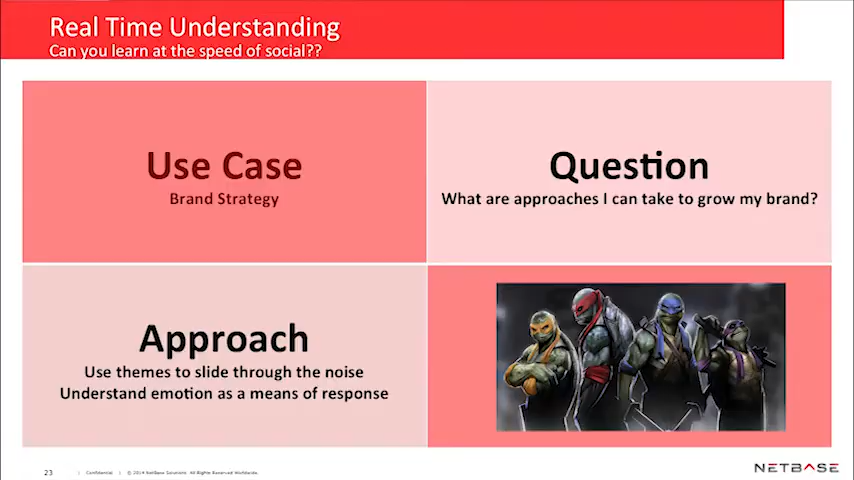 Real Time Understanding
Can you learn at the speed of social??
Use Case
Brand Strategy
Question
What are approaches I can take to grow my brand?
Approach
Use themes to slide through the noise
Understand emotion as a means of response
23 | Confidential | © 2014 NetBase Solutions. All Rights Reserved Worldwide.
NETBASE